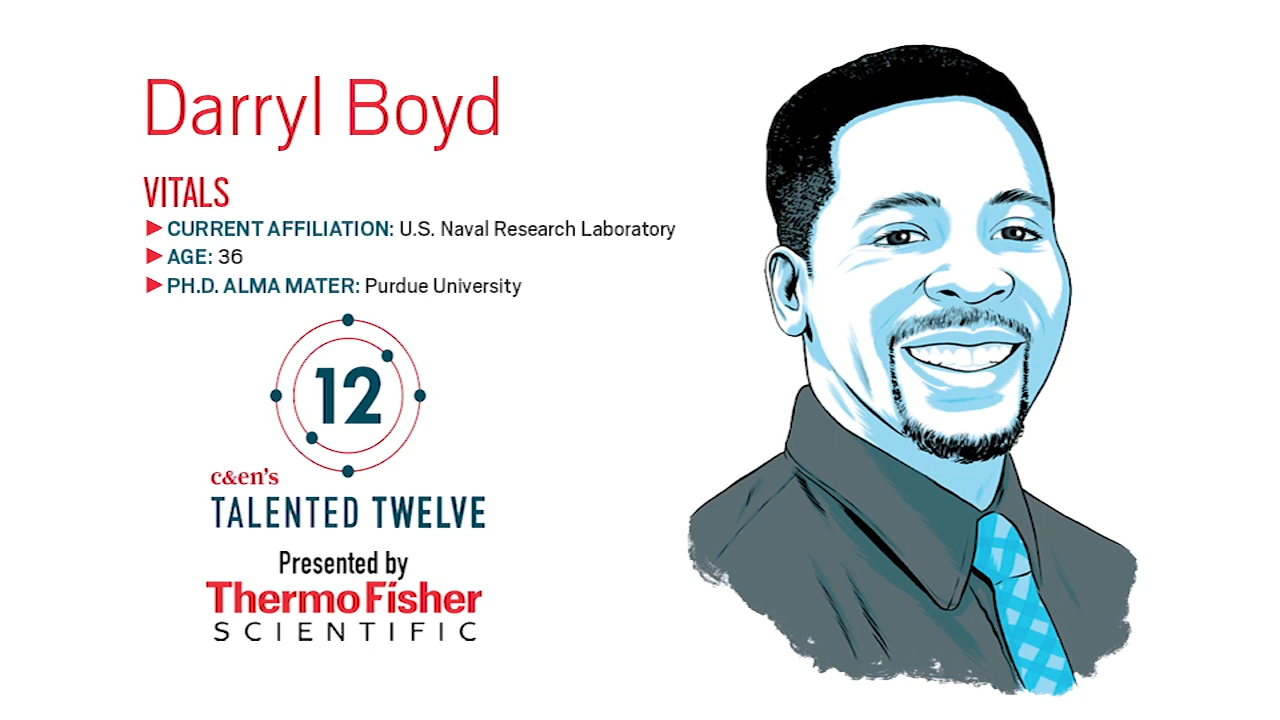 Darryl Boyd
VITALS
CURRENT AFFILIATION: U.S. Naval Research Laboratory
AGE: 36
PH.D. ALMA MATER: Purdue University
12
c&en's
TALENTED TWELVE
Presented by
ThermoFisher
SCIENTIFIC